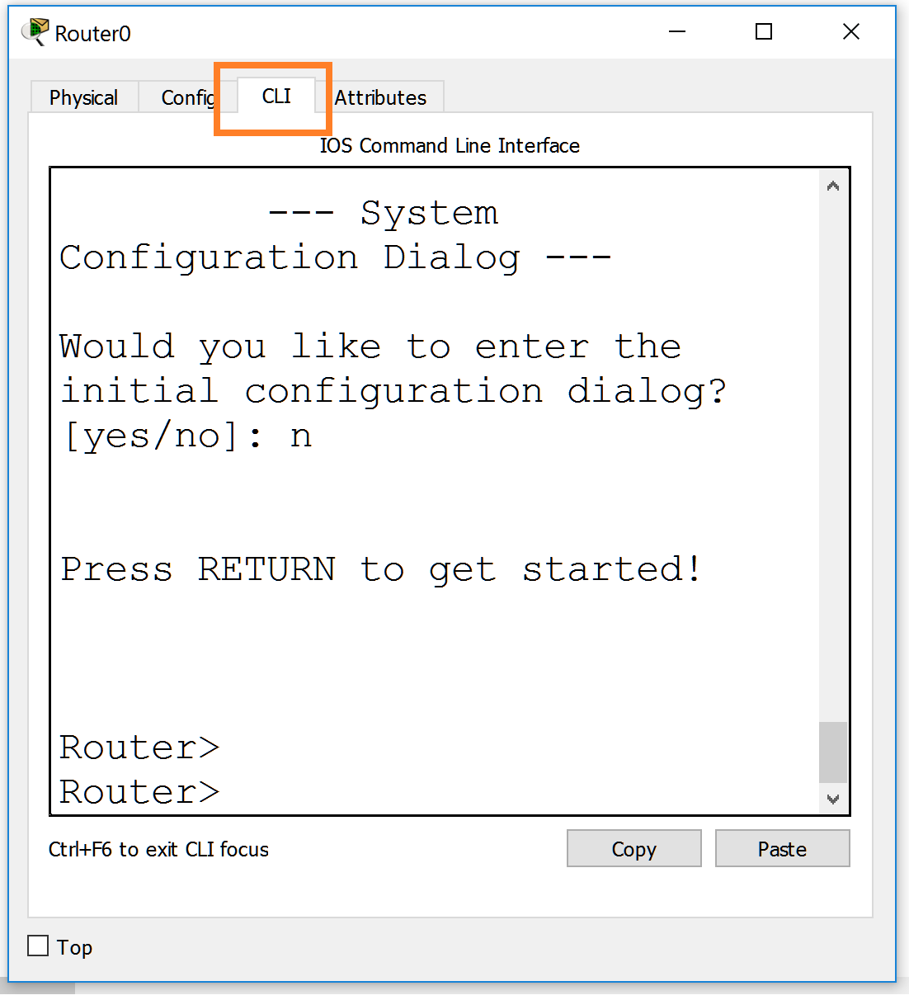 Router0
Physical Config CLI Attributes
IOS Command Line Interface
--- System
Configuration Dialog ---
Would you like to enter the
initial configuration dialog?
[yes/no]: n
Press RETURN to get started!
Router>
Router>
Ctrl+F6 to exit CLI focus
Copy Paste
Top